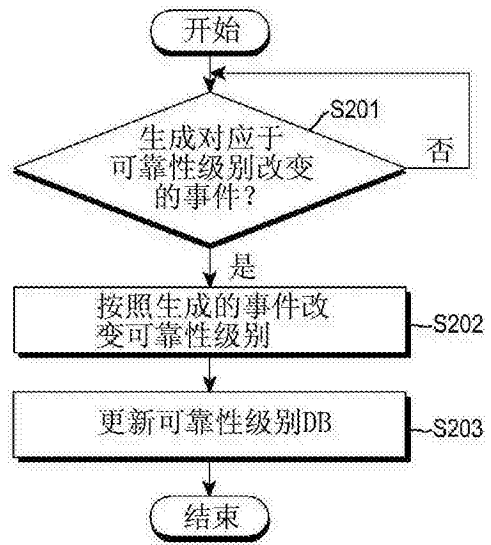 开始
S201
生成对应于
可靠性级别改变
的事件？
否
是
按照生成的事件改
变可靠性级别
S202
更新可靠性级别DB
S203
结束